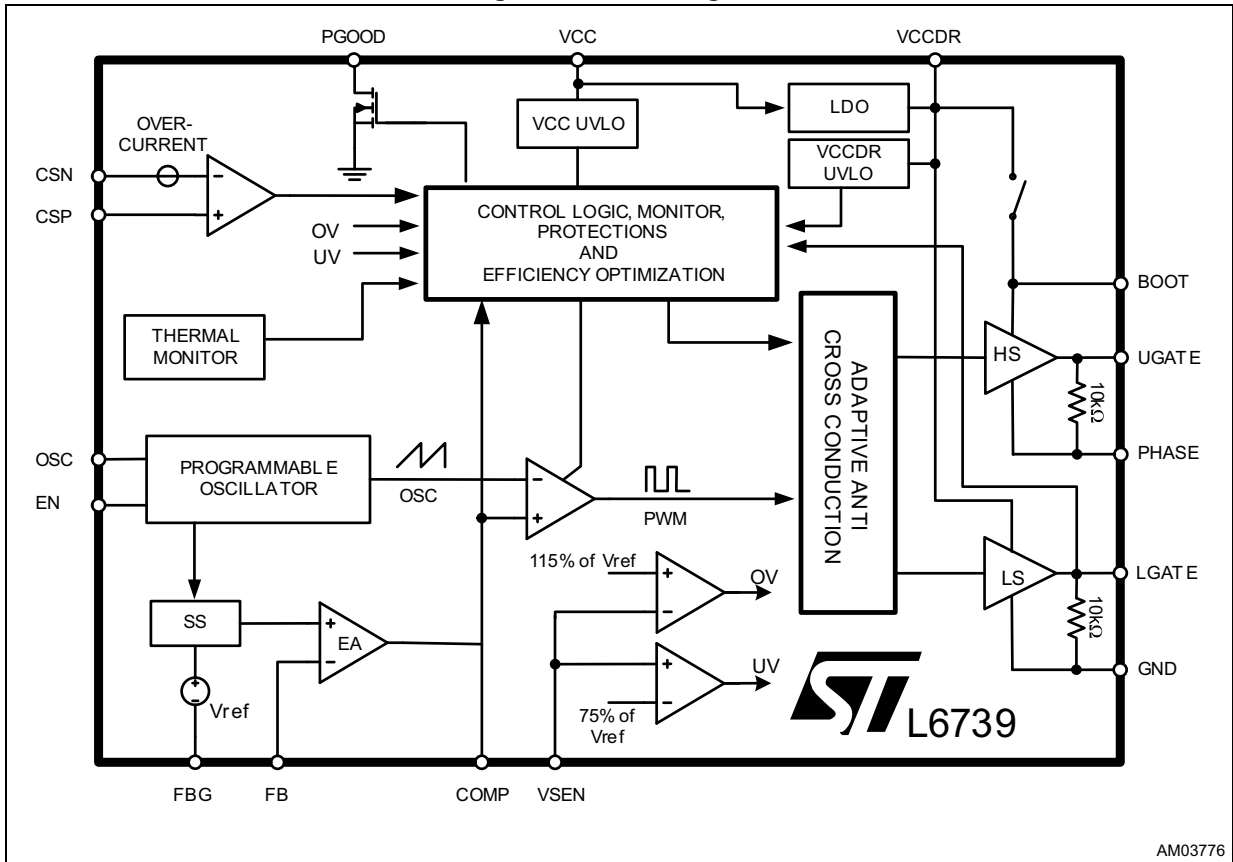 PGOOD
VCC
VCCDR
OVER-
CURRENT
VCC UVLO
LDO
VCCDR
UVLO
CSN
CSP
-
+
OV
UV
CONTROL LOGIC, MONITOR,
PROTECTIONS
AND
EFFICIENCY OPTIMIZATION
BOOT
THERMAL
MONITOR
ADAPTIVE ANTI
CROSS CONDUCTION
HS
UGATE
10kΩ
PHASE
OSC
EN
PROGRAMMABLE
OSCILLATOR
OSC
-
+
PWM
115% of Vref
+
-
OV
LS
LGATE
10kΩ
GND
SS
+
-
EA
+
-
Vref
+
-
UV
75% of
Vref
ST
L6739
FBG
FB
COMP
VSEN
AM03776